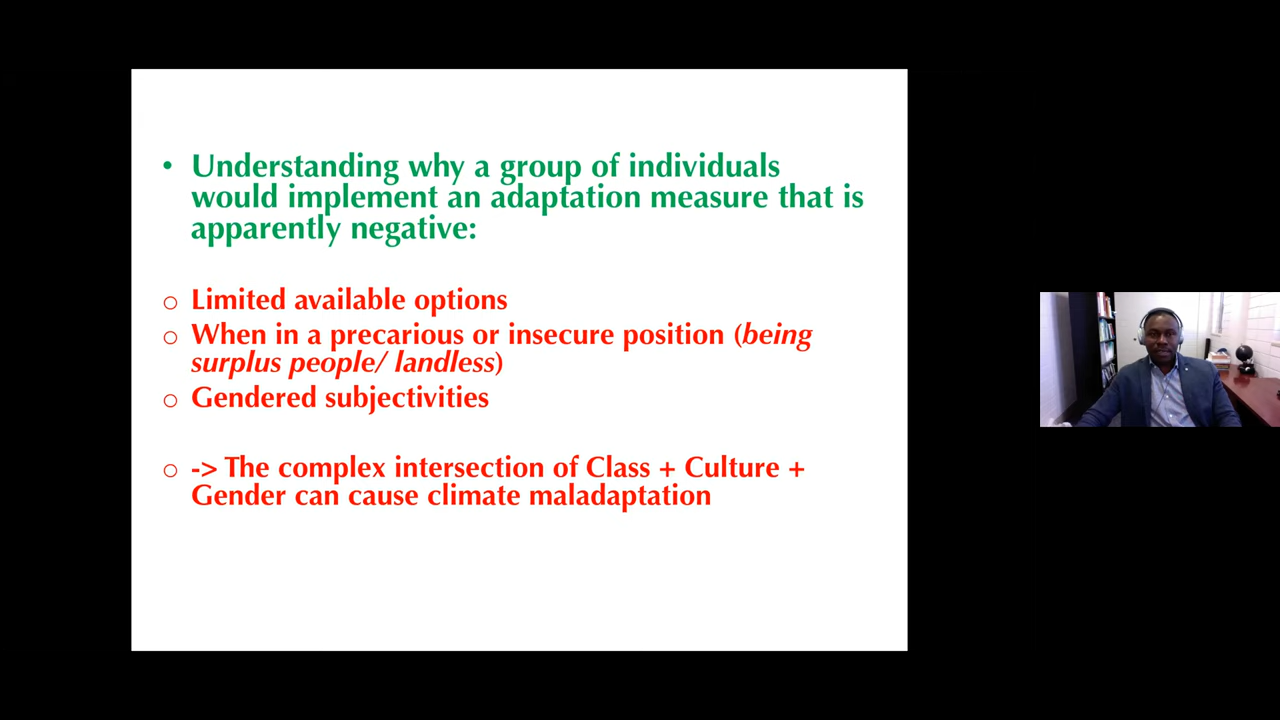 • Understanding why a group of individuals
would implement an adaptation measure that is
apparently negative:
o Limited available options
o When in a precarious or insecure position (being
surplus people/ landless)
o Gendered subjectivities
o -> The complex intersection of Class + Culture +
Gender can cause climate maladaptation